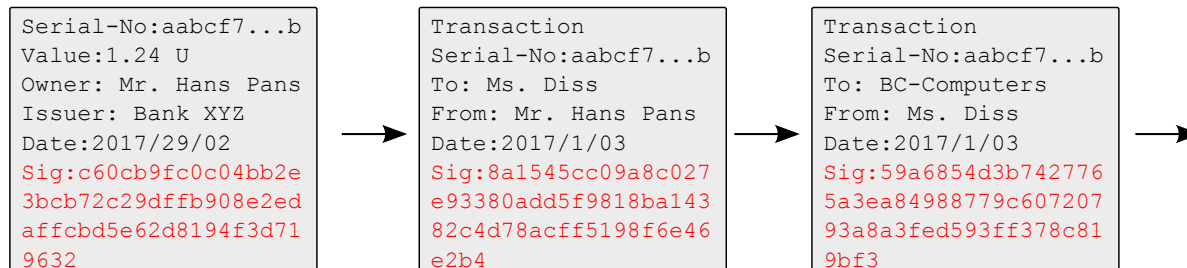 Serial-No:aabcf7...b
Value:1.24 U
Owner: Mr. Hans Pans
Issuer: Bank XYZ
Date:2017/29/02
Sig:c60cb9fc0c04bb2e
3bcb72c29dffb908e2ed
affcbd5e62d8194f3d71
9632
Transaction
Serial-No:aabcf7...b
To: Ms. Diss
From: Mr. Hans Pans
Date:2017/1/03
Sig:8a1545cc09a8c027
e93380add5f9818ba143
82c4d78acff5198f6e46
e2b4
Transaction
Serial-No:aabcf7...b
To: BC-Computers
From: Ms. Diss
Date:2017/1/03
Sig:59a6854d3b742776
5a3ea84988779c607207
93a8a3fed593ff378c81
9bf3